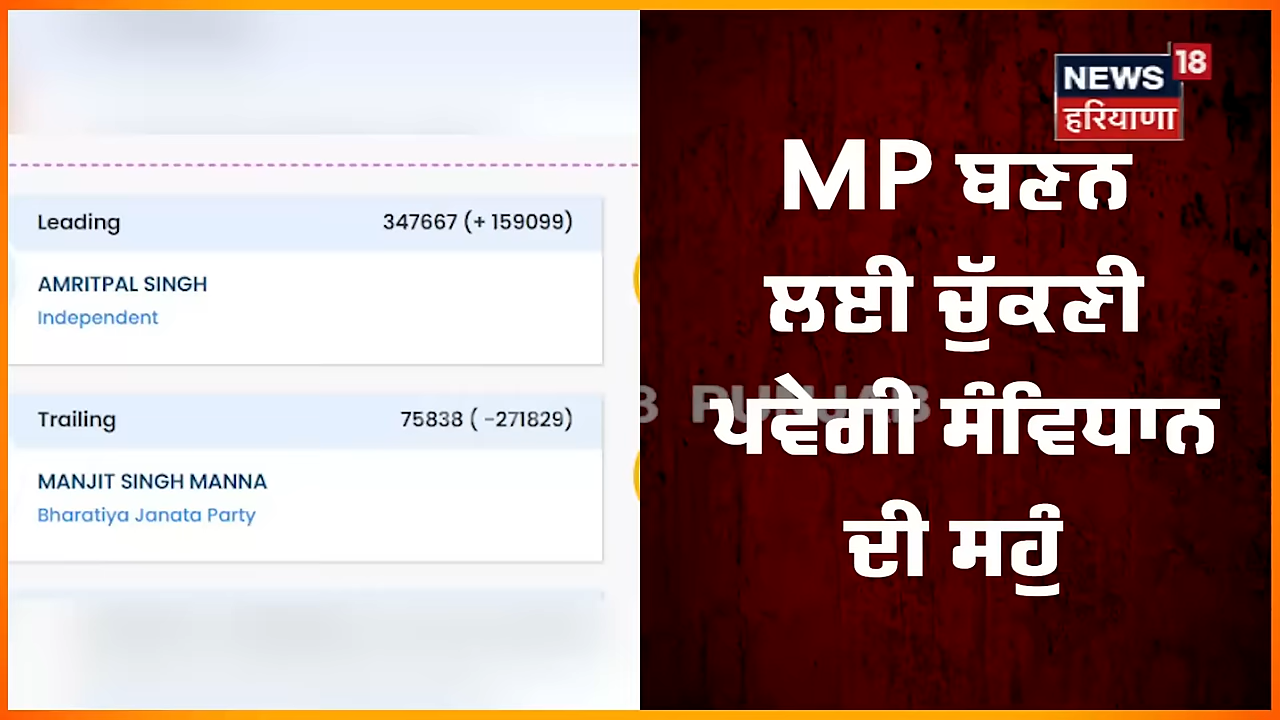 Leading 347667 (+ 159099)
AMRITPAL SINGH
Independent
Trailing 75838 ( -271829)
MANJIT SINGH MANNA
Bharatiya Janata Party
NEWS 18
हरियाणा
MP ਬਣਨ
ਲਈ ਚੁੱਕਣੀ
ਪਵੇਗੀ ਸੰਵਿਧਾਨ
ਦੀ ਸਹੁੰ
PUNJAB